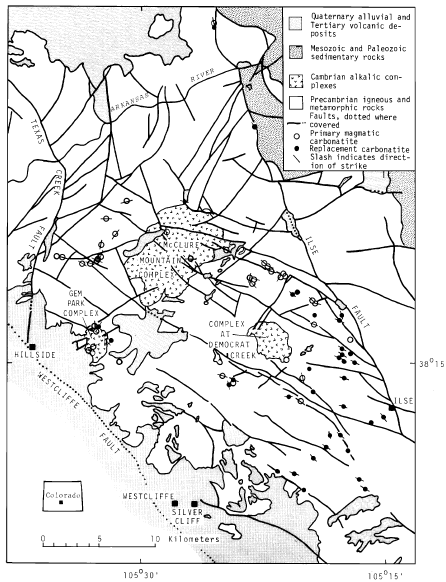 Quaternary alluvial and
Tertiary volcanic de-
posits
Mesozoic and Paleozoic
sedimentary rocks
Cambrian alkalic com-
plexes
Precambrian igneous and
metamorphic rocks
Faults, dotted where
covered
Primary magmatic
carbonatite
Replacement carbonatite
Slash indicates direct-
ion of strike
ARKANSAS RIVER
TEXAS CREEK FAULT
McCLURE
MOUNTAIN
COMPLEX
ILSE FAULT
GEM
PARK
COMPLEX
COMPLEX
AT
DEMOCRAT
CREEK
HILLSIDE
38°15
ILSE
WESTCLIFFE FAULT
Colorado
WESTCLIFFE
SILVER
CLIFF
0 5 10 Kilometers
105°30
105°15